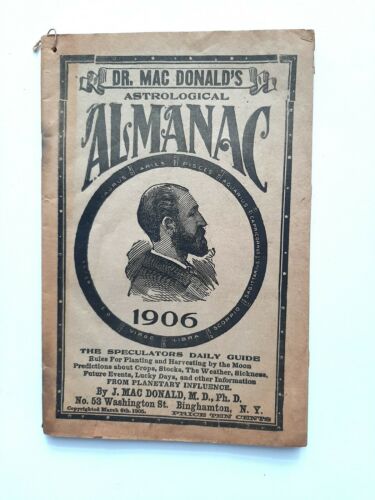 DR. MAC DONALD'S
ASTROLOGICAL
ALMANAC
TAURUS ARIES PISCES AQUARIUS CAPRICORNUS SAGITTARIUS SCORPIO LIBRA VIRGO
1906
THE SPECULATORS DAILY GUIDE
Rules For Planting and Harvesting by the Moon
Predictions about Crops, Stocks, The Weather, Sickness,
Future Events, Lucky Days, and other Information
FROM PLANETARY INFLUENCE.
By J. MAC DONALD, M. D., Ph. D.
No. 53 Washington St. Binghamton, N. Y.
Copyrighted March 6th. 1905. PRICE TEN CENTS